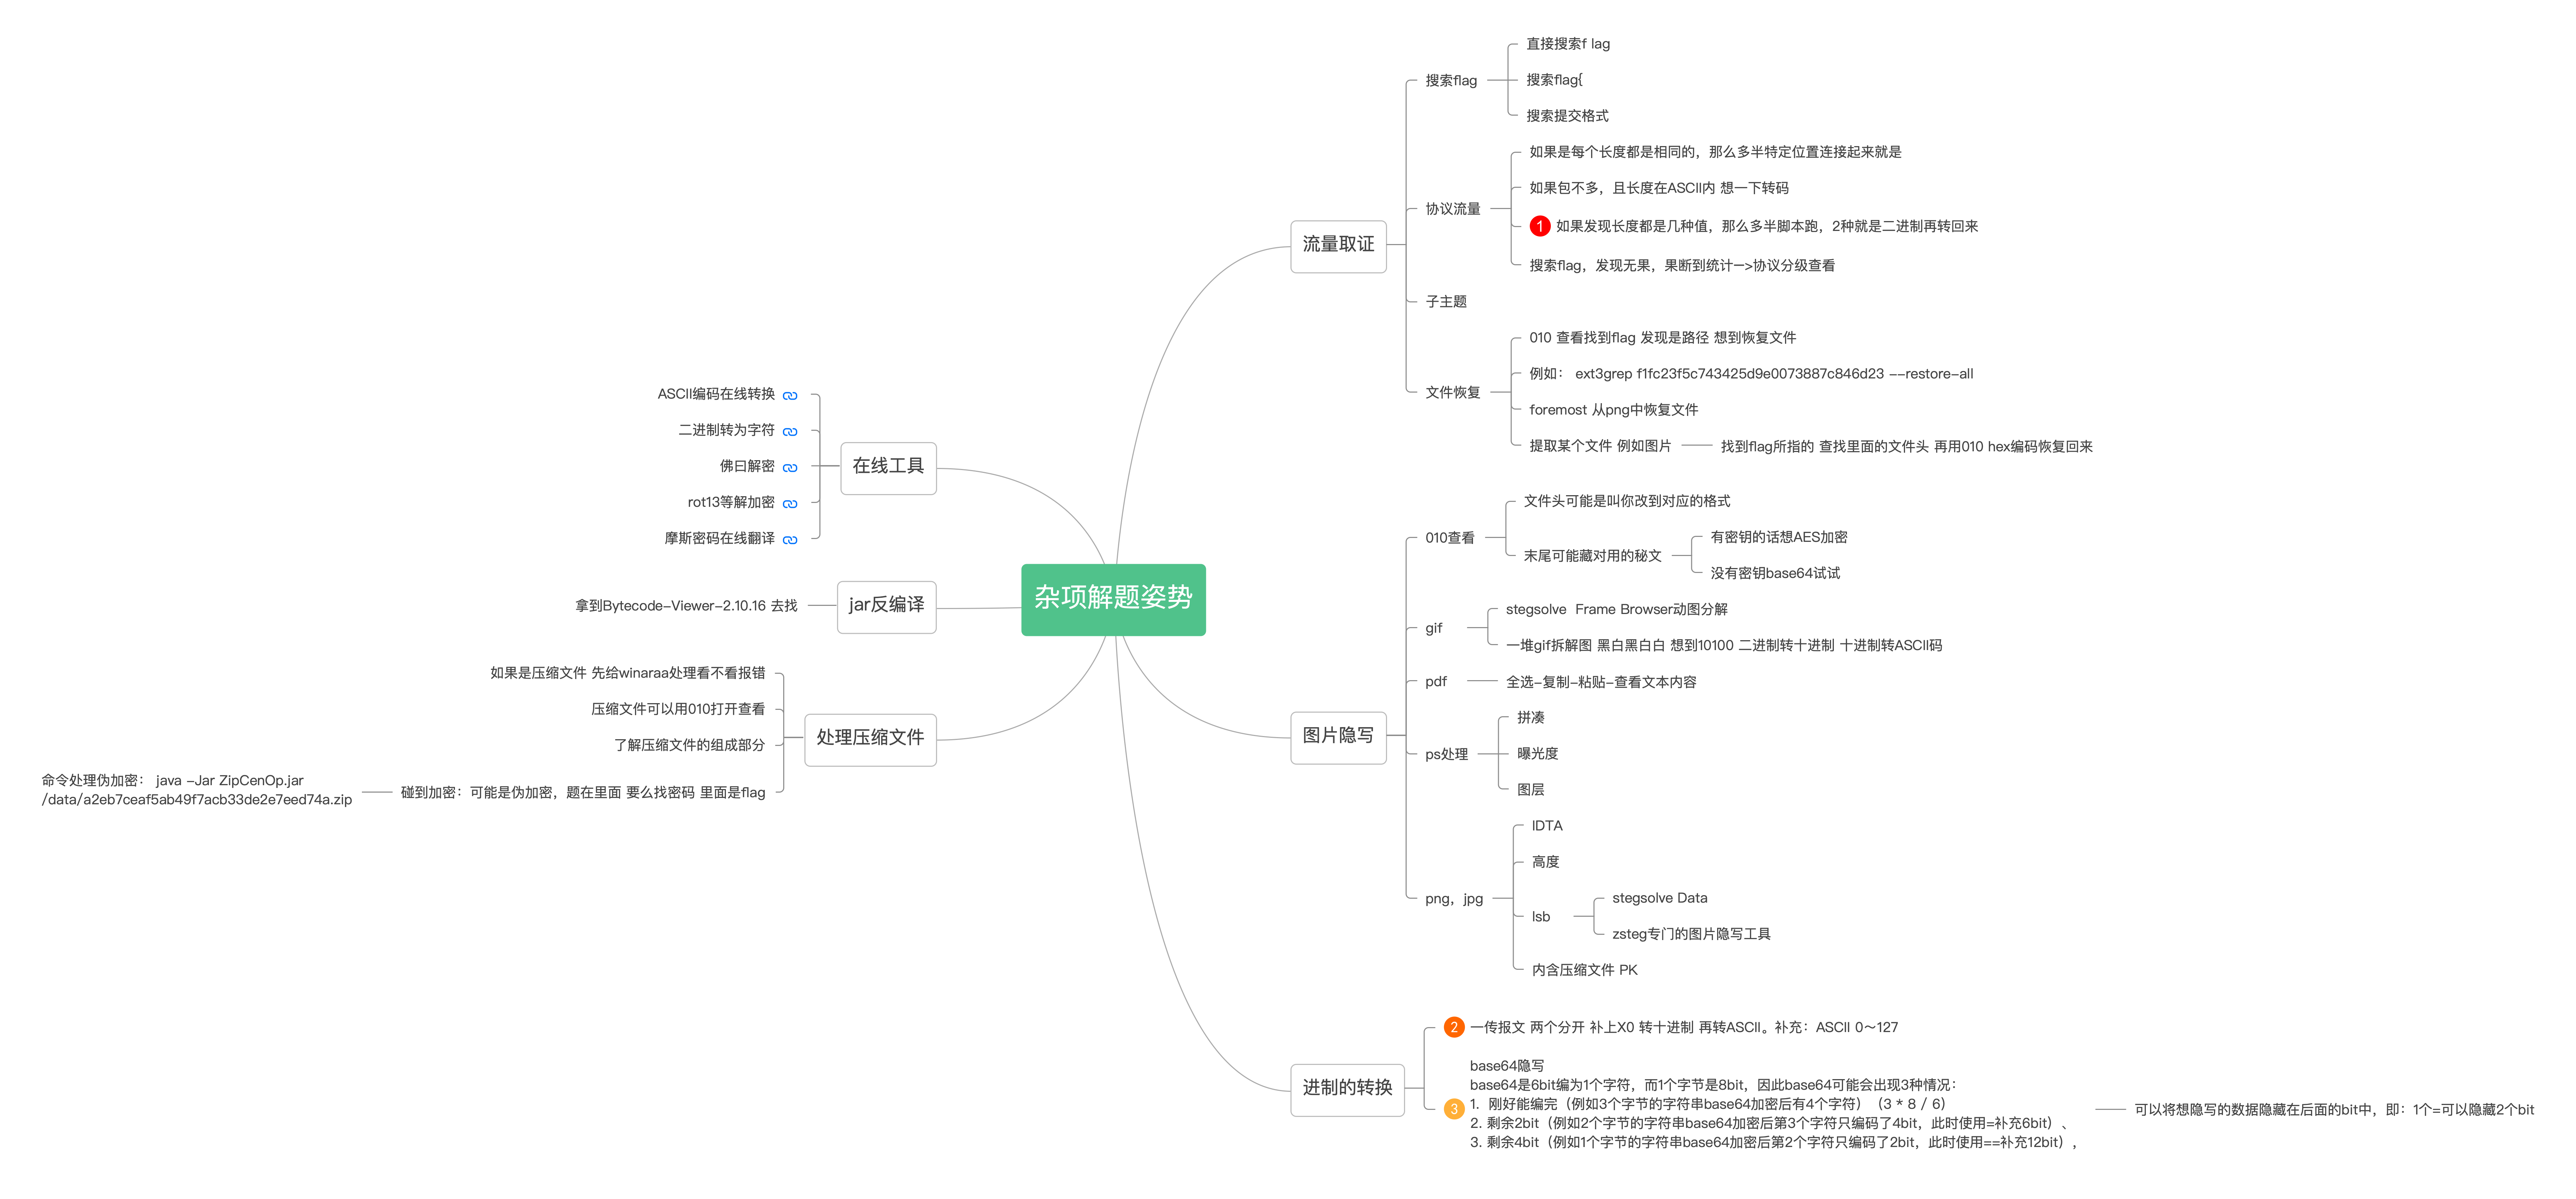 杂项解题姿势
流量取证
搜索flag
直接搜索f lag
搜索flag{
搜索提交格式
协议流量
如果是每个长度都是相同的，那么多半特定位置连接起来就是
如果包不多，且长度在ASCII内 想一下转码
1 如果发现长度都是几种值，那么多半脚本跑，2种就是二进制再转回来
搜索flag，发现无果，果断到统计—>协议分级查看
子主题
文件恢复
010 查看找到flag 发现是路径 想到恢复文件
例如： ext3grep f1fc23f5c743425d9e0073887c846d23 --restore-all
foremost 从png中恢复文件
提取某个文件 例如图片
找到flag所指的 查找里面的文件头 再用010 hex编码恢复回来
图片隐写
010查看
文件头可能是叫你改到对应的格式
末尾可能藏对用的秘文
有密钥的话想AES加密
没有密钥base64试试
gif
stegsolve  Frame Browser动图分解
一堆gif拆解图 黑白黑白白 想到10100 二进制转十进制 十进制转ASCII码
pdf
全选-复制-粘贴-查看文本内容
ps处理
拼凑
曝光度
图层
png，jpg
IDTA
高度
lsb
stegsolve Data
zsteg专门的图片隐写工具
内含压缩文件 PK
进制的转换
2 一传报文 两个分开 补上X0 转十进制 再转ASCII。补充：ASCII 0～127
base64隐写
base64是6bit编为1个字符，而1个字节是8bit，因此base64可能会出现3种情况：
3 1.  刚好能编完（例如3个字节的字符串base64加密后有4个字符）（3 * 8 / 6）
2. 剩余2bit（例如2个字节的字符串base64加密后第3个字符只编码了4bit，此时使用=补充6bit）、
3. 剩余4bit（例如1个字节的字符串base64加密后第2个字符只编码了2bit，此时使用==补充12bit），
可以将想隐写的数据隐藏在后面的bit中，即：1个=可以隐藏2个bit
在线工具
ASCII编码在线转换
二进制转为字符
佛曰解密
rot13等解加密
摩斯密码在线翻译
jar反编译
拿到Bytecode-Viewer-2.10.16 去找
处理压缩文件
如果是压缩文件 先给winaraa处理看不看报错
压缩文件可以用010打开查看
了解压缩文件的组成部分
碰到加密：可能是伪加密，题在里面 要么找密码 里面是flag
命令处理伪加密： java -Jar ZipCenOp.jar
/data/a2eb7ceaf5ab49f7acb33de2e7eed74a.zip